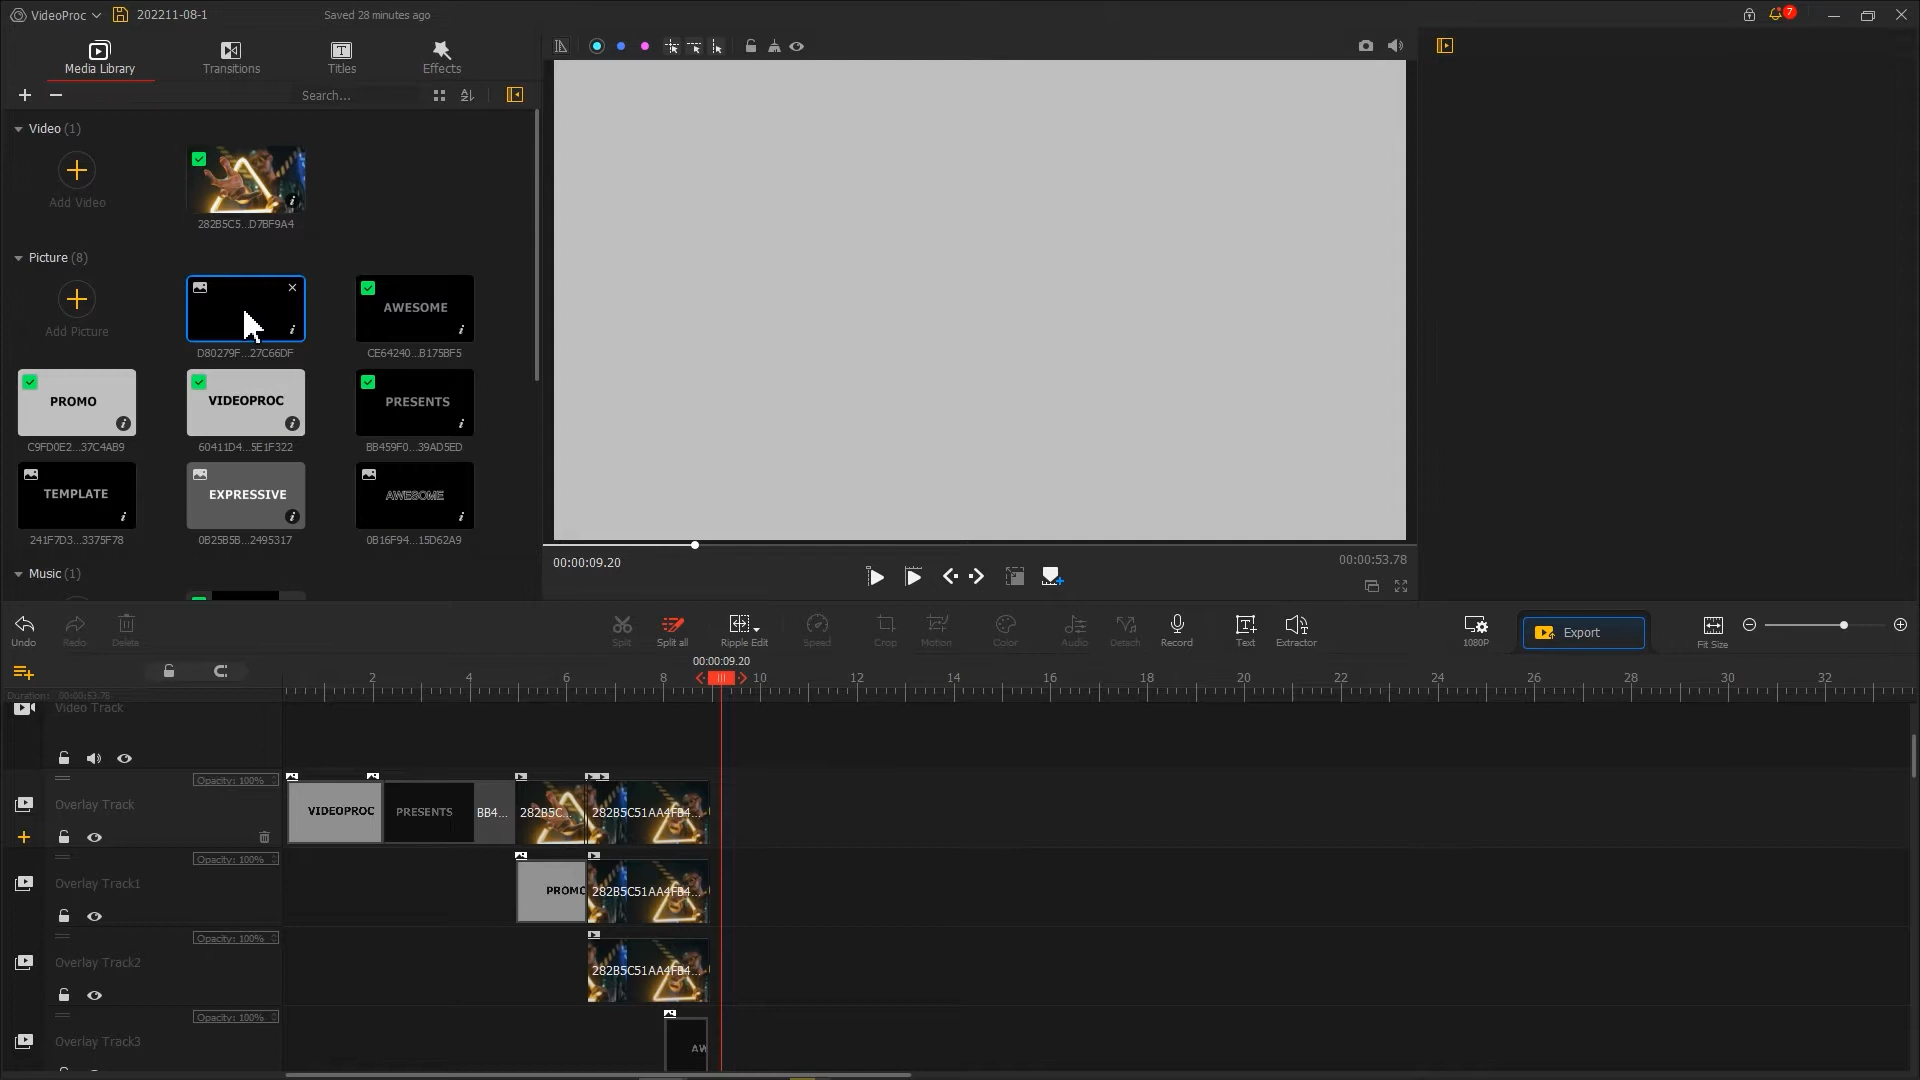 VideoProc
202211-08-1
Saved 28 minutes ago
7
Media Library
Transitions
Titles
Effects
Search...
Video (1)
Add Video
282B5C5...D7BF9A4
Picture (8)
Add Picture
D80279F...27C66DF
AWESOME
CE64240...B175BF5
PROMO
C9FD0E2...37C4AB9
VIDEOPROC
60411D4...5E1F322
PRESENTS
BB459F0...39AD5ED
TEMPLATE
241F7D3...3375F78
EXPRESSIVE
0B25B5B...2495317
AWESOME
0B16F94...15D62A9
Music (1)
00:00:09.20
00:00:53.78
Undo
Redo
Delete
Split
Split all
Ripple Edit
Speed
Crop
Motion
Color
Audio
Detach
Record
Text
Extractor
1080P
Export
Fit Size
00:00:09.20
2 4 6 8 10 12 14 16 18 20 22 24 26 28 30 32
Duration: 00:00:53.78
Video Track
Opacity: 100%
Overlay Track
VIDEOPROC
PRESENTS
BB4...
282B5C...
282B5C51AA4FB4...
Opacity: 100%
Overlay Track1
PROMO
282B5C51AA4FB4...
Opacity: 100%
Overlay Track2
282B5C51AA4FB4...
Opacity: 100%
Overlay Track3
AW